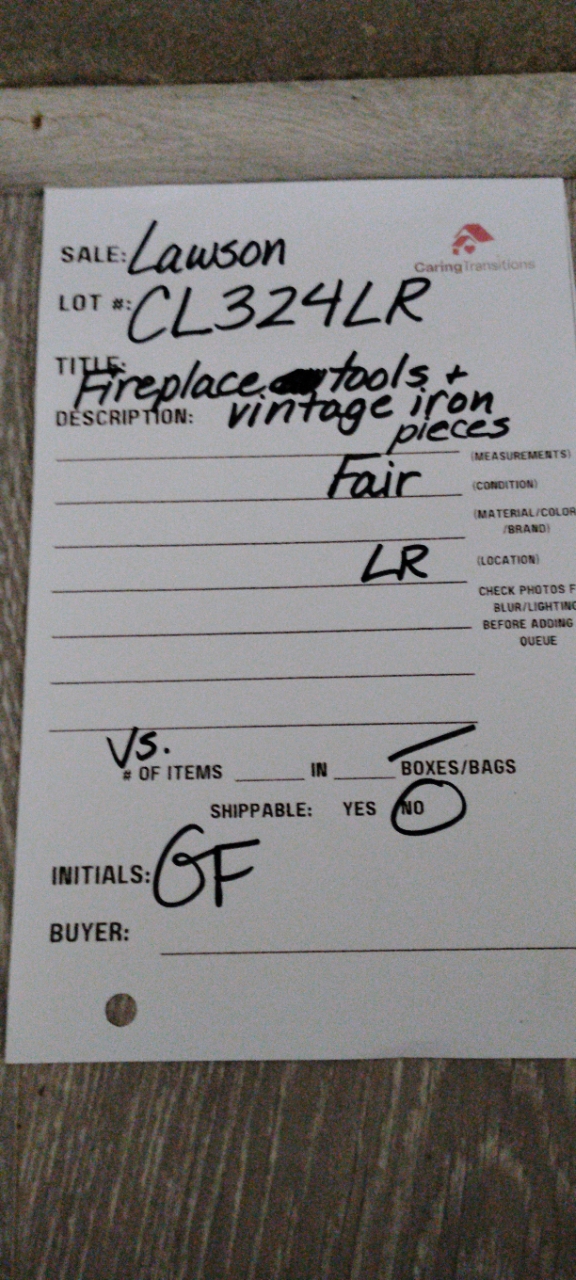 SALE: Lawson
CaringTransitions
LOT #: CL324LR
TITLE: Fireplace tools +
DESCRIPTION: vintage iron
pieces
(MEASUREMENTS)
Fair (CONDITION)
(MATERIAL/COLOR
/BRAND)
LR (LOCATION)
CHECK PHOTOS F
BLUR/LIGHTING
BEFORE ADDING
QUEUE
VS.
# OF ITEMS IN BOXES/BAGS
SHIPPABLE: YES NO
INITIALS: GF
BUYER: